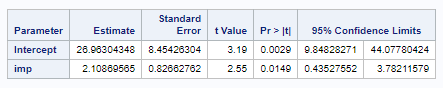 Parameter Estimate Standard Error t Value Pr > |t| 95% Confidence Limits
Intercept 26.96304348 8.45426304 3.19 0.0029 9.84828271 44.07780424
imp 2.10869565 0.82662762 2.55 0.0149 0.43527552 3.78211579